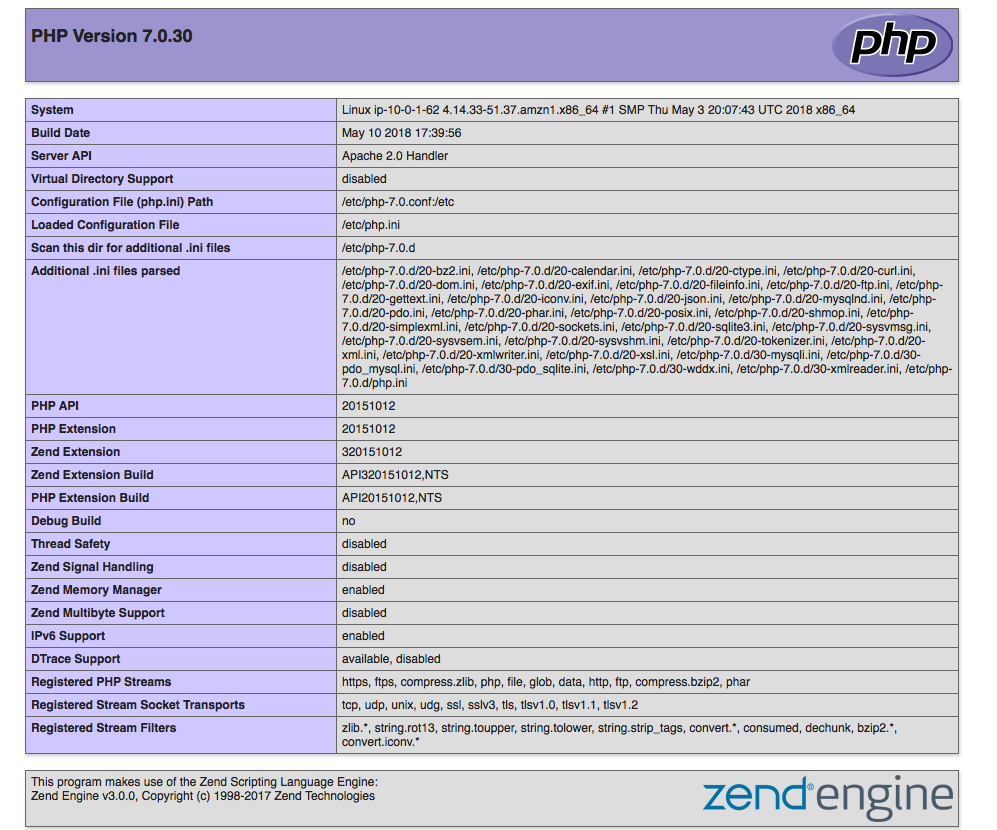 PHP Version 7.0.30
php
System Linux ip-10-0-1-62 4.14.33-51.37.amzn1.x86_64 #1 SMP Thu May 3 20:07:43 UTC 2018 x86_64
Build Date May 10 2018 17:39:56
Server API Apache 2.0 Handler
Virtual Directory Support disabled
Configuration File (php.ini) Path /etc/php-7.0.conf:/etc
Loaded Configuration File /etc/php.ini
Scan this dir for additional .ini files /etc/php-7.0.d
Additional .ini files parsed /etc/php-7.0.d/20-bz2.ini, /etc/php-7.0.d/20-calendar.ini, /etc/php-7.0.d/20-ctype.ini, /etc/php-7.0.d/20-curl.ini,
/etc/php-7.0.d/20-dom.ini, /etc/php-7.0.d/20-exif.ini, /etc/php-7.0.d/20-fileinfo.ini, /etc/php-7.0.d/20-ftp.ini, /etc/php-
7.0.d/20-gettext.ini, /etc/php-7.0.d/20-iconv.ini, /etc/php-7.0.d/20-json.ini, /etc/php-7.0.d/20-mysqlnd.ini, /etc/php-
7.0.d/20-pdo.ini, /etc/php-7.0.d/20-phar.ini, /etc/php-7.0.d/20-posix.ini, /etc/php-7.0.d/20-shmop.ini, /etc/php-
7.0.d/20-simplexml.ini, /etc/php-7.0.d/20-sockets.ini, /etc/php-7.0.d/20-sqlite3.ini, /etc/php-7.0.d/20-sysvmsg.ini,
/etc/php-7.0.d/20-sysvsem.ini, /etc/php-7.0.d/20-sysvshm.ini, /etc/php-7.0.d/20-tokenizer.ini, /etc/php-7.0.d/20-
xml.ini, /etc/php-7.0.d/20-xmlwriter.ini, /etc/php-7.0.d/20-xsl.ini, /etc/php-7.0.d/30-mysqli.ini, /etc/php-7.0.d/30-
pdo_mysql.ini, /etc/php-7.0.d/30-pdo_sqlite.ini, /etc/php-7.0.d/30-wddx.ini, /etc/php-7.0.d/30-xmlreader.ini, /etc/php-
7.0.d/php.ini
PHP API 20151012
PHP Extension 20151012
Zend Extension 320151012
Zend Extension Build API320151012,NTS
PHP Extension Build API20151012,NTS
Debug Build no
Thread Safety disabled
Zend Signal Handling disabled
Zend Memory Manager enabled
Zend Multibyte Support disabled
IPv6 Support enabled
DTrace Support available, disabled
Registered PHP Streams https, ftps, compress.zlib, php, file, glob, data, http, ftp, compress.bzip2, phar
Registered Stream Socket Transports tcp, udp, unix, udg, ssl, sslv3, tls, tlsv1.0, tlsv1.1, tlsv1.2
Registered Stream Filters zlib.*, string.rot13, string.toupper, string.tolower, string.strip_tags, convert.*, consumed, dechunk, bzip2.*,
convert.iconv.*
This program makes use of the Zend Scripting Language Engine:
Zend Engine v3.0.0, Copyright (c) 1998-2017 Zend Technologies
zend® engine